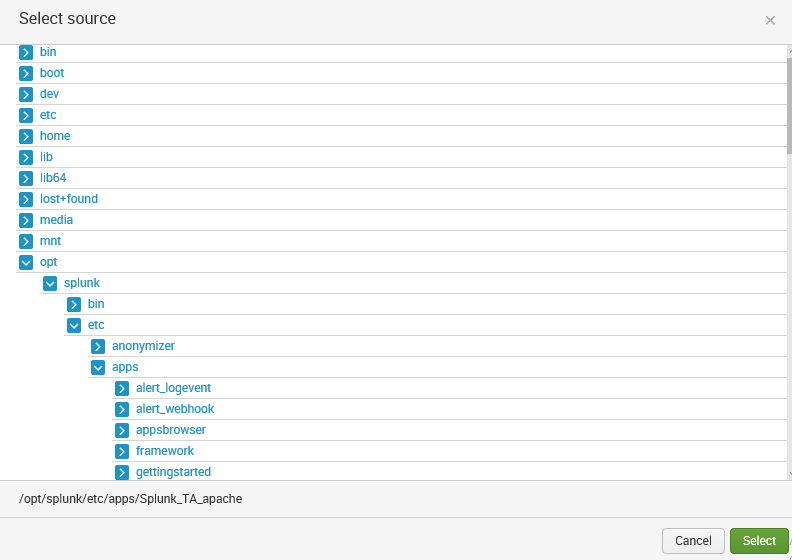 Select source
bin
boot
dev
etc
home
lib
lib64
lost+found
media
mnt
opt
splunk
bin
etc
anonymizer
apps
alert_logevent
alert_webhook
appsbrowser
framework
gettingstarted
/opt/splunk/etc/apps/Splunk_TA_apache
Cancel Select